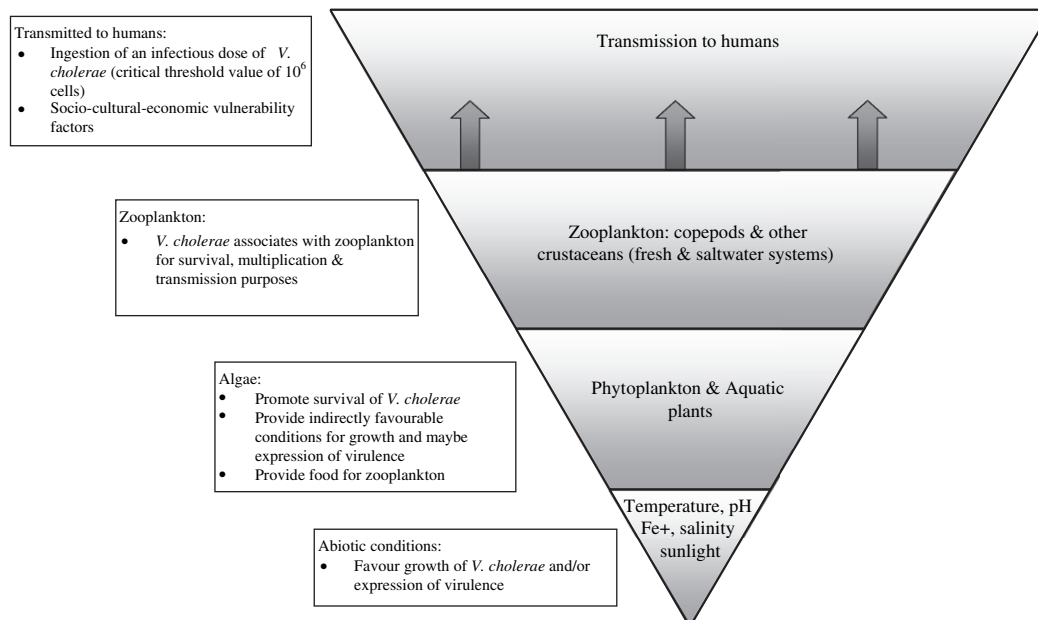 Transmitted to humans:
● Ingestion of an infectious dose of V.
cholerae (critical threshold value of 10⁶
cells)
● Socio-cultural-economic vulnerability
factors
Transmission to humans
Zooplankton:
● V. cholerae associates with zooplankton
for survival, multiplication &
transmission purposes
Zooplankton: copepods & other
crustaceans (fresh & saltwater systems)
Algae:
● Promote survival of V. cholerae
● Provide indirectly favourable
conditions for growth and maybe
expression of virulence
● Provide food for zooplankton
Phytoplankton & Aquatic
plants
Abiotic conditions:
● Favour growth of V. cholerae and/or
expression of virulence
Temperature, pH
Fe+, salinity
sunlight